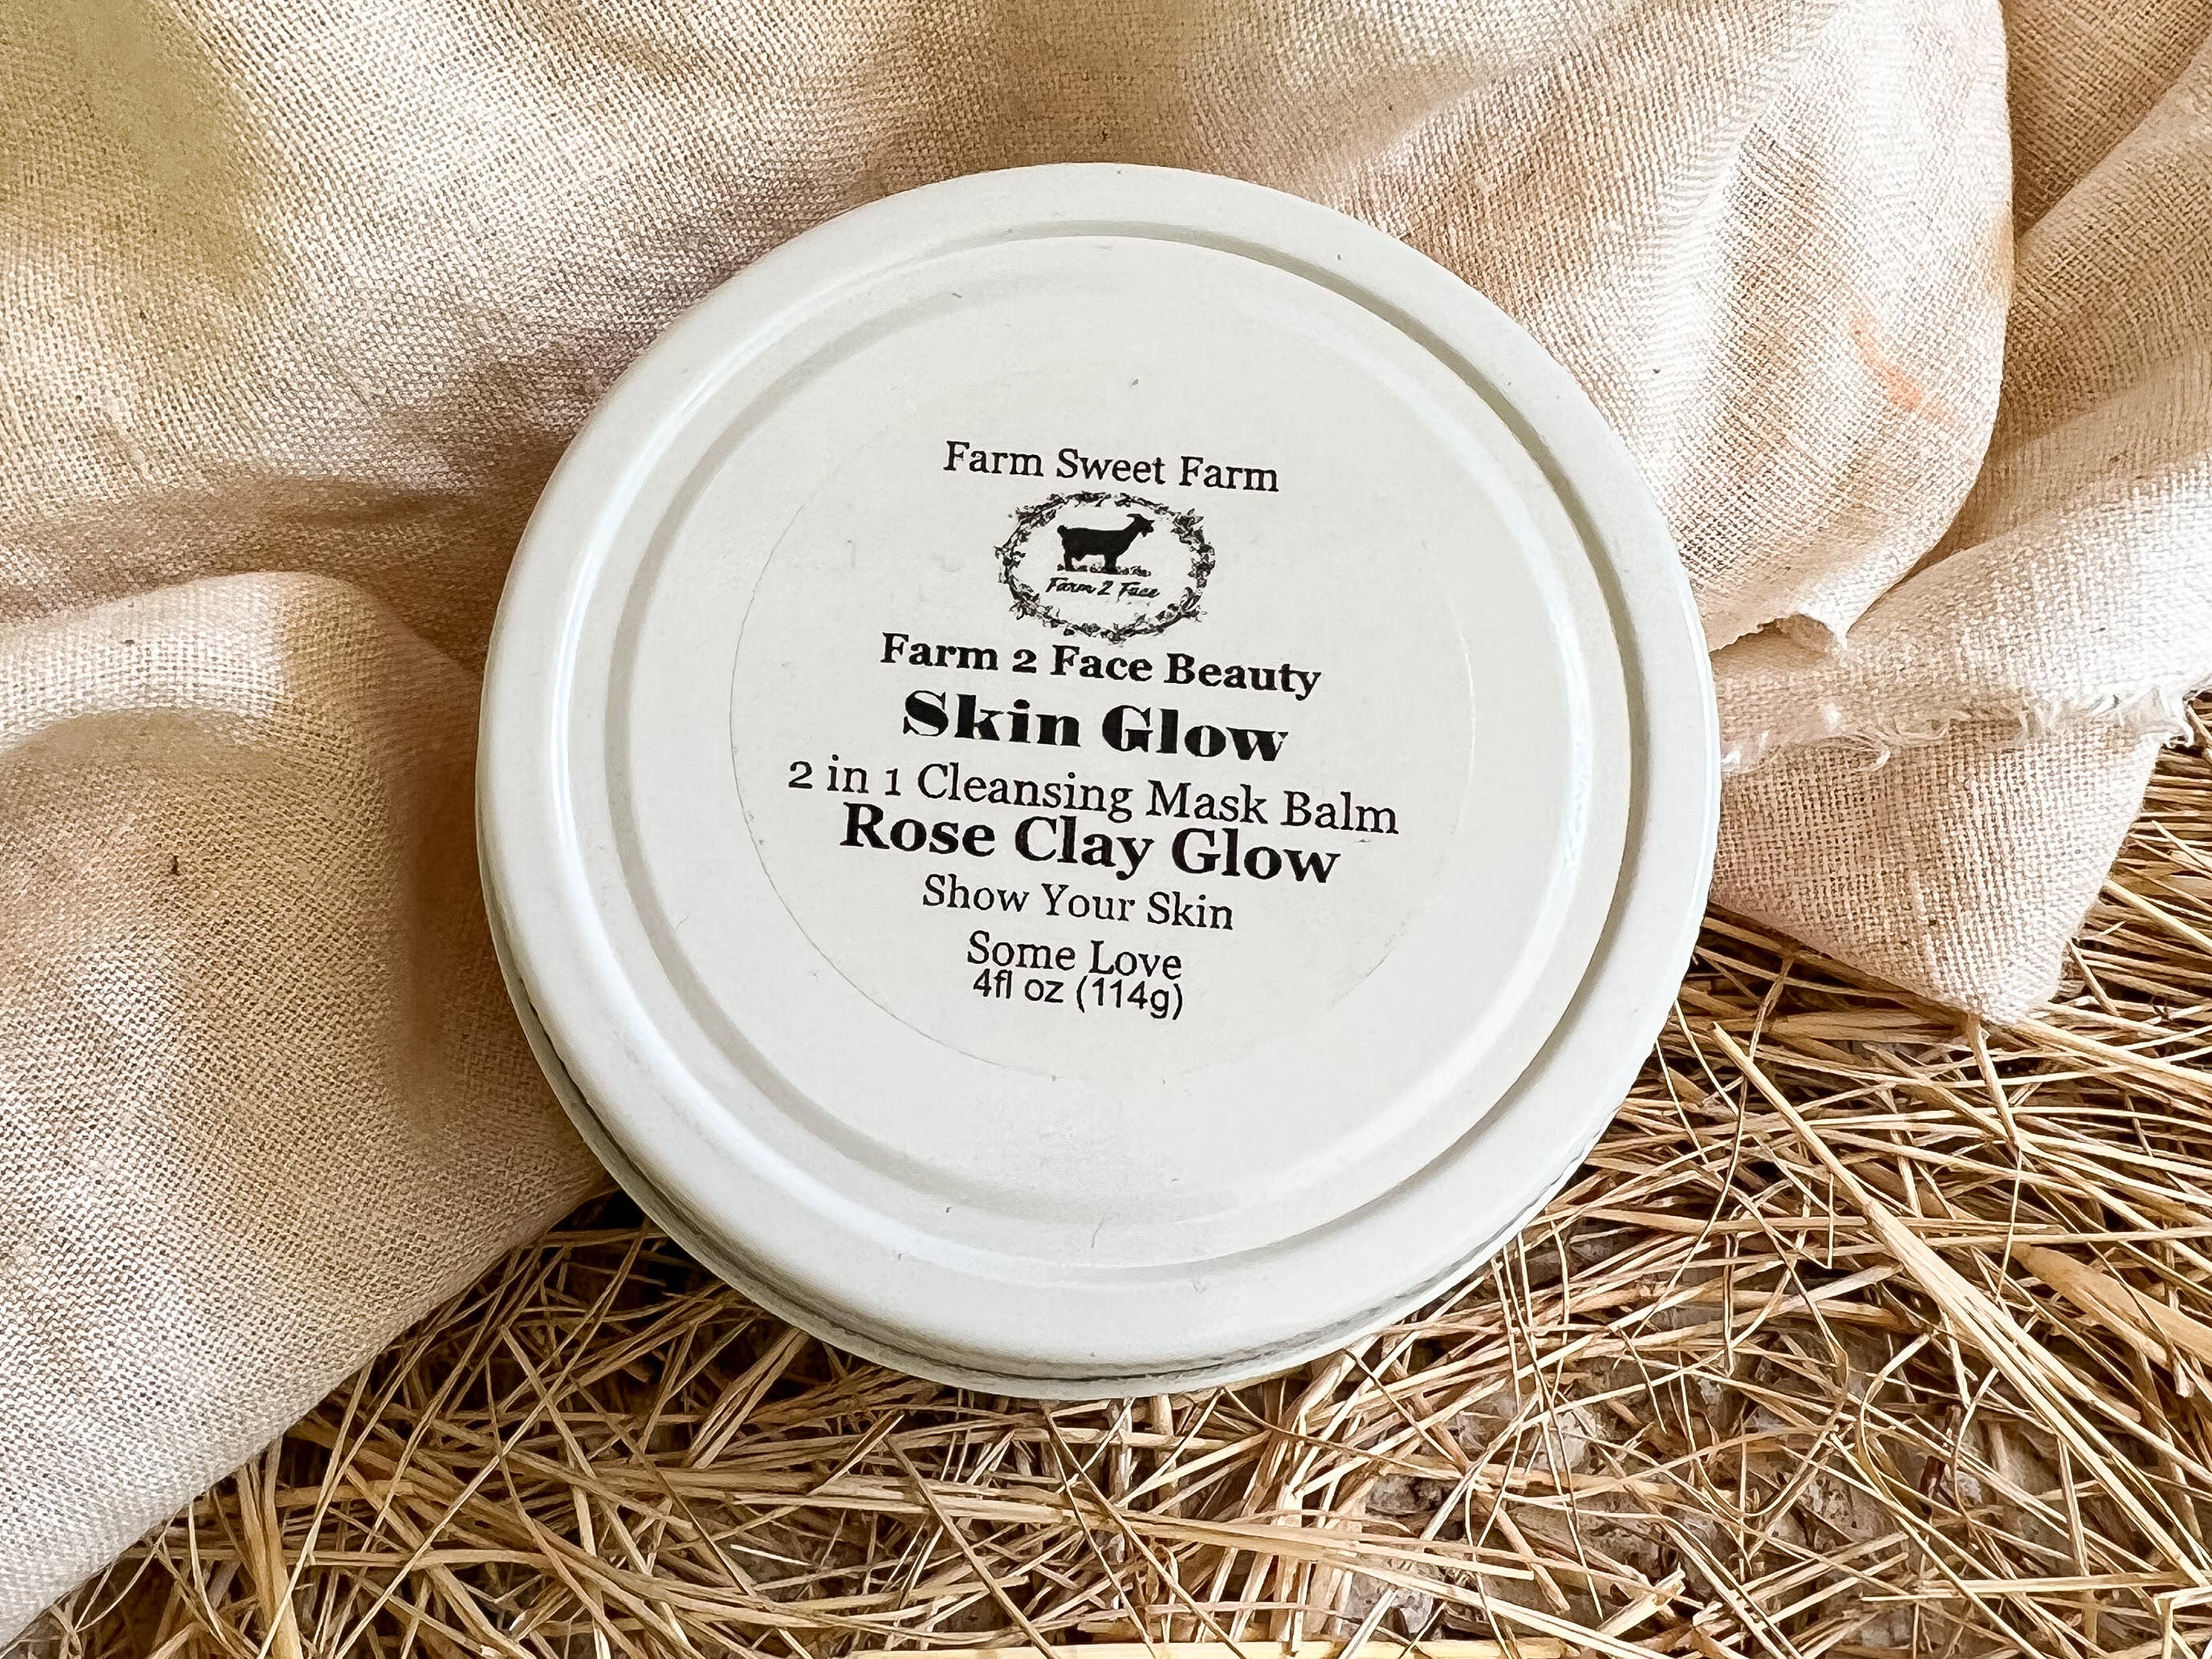 Farm Sweet Farm
Farm 2 Face
Farm 2 Face Beauty
Skin Glow
2 in 1 Cleansing Mask Balm
Rose Clay Glow
Show Your Skin
Some Love
4fl oz (114g)